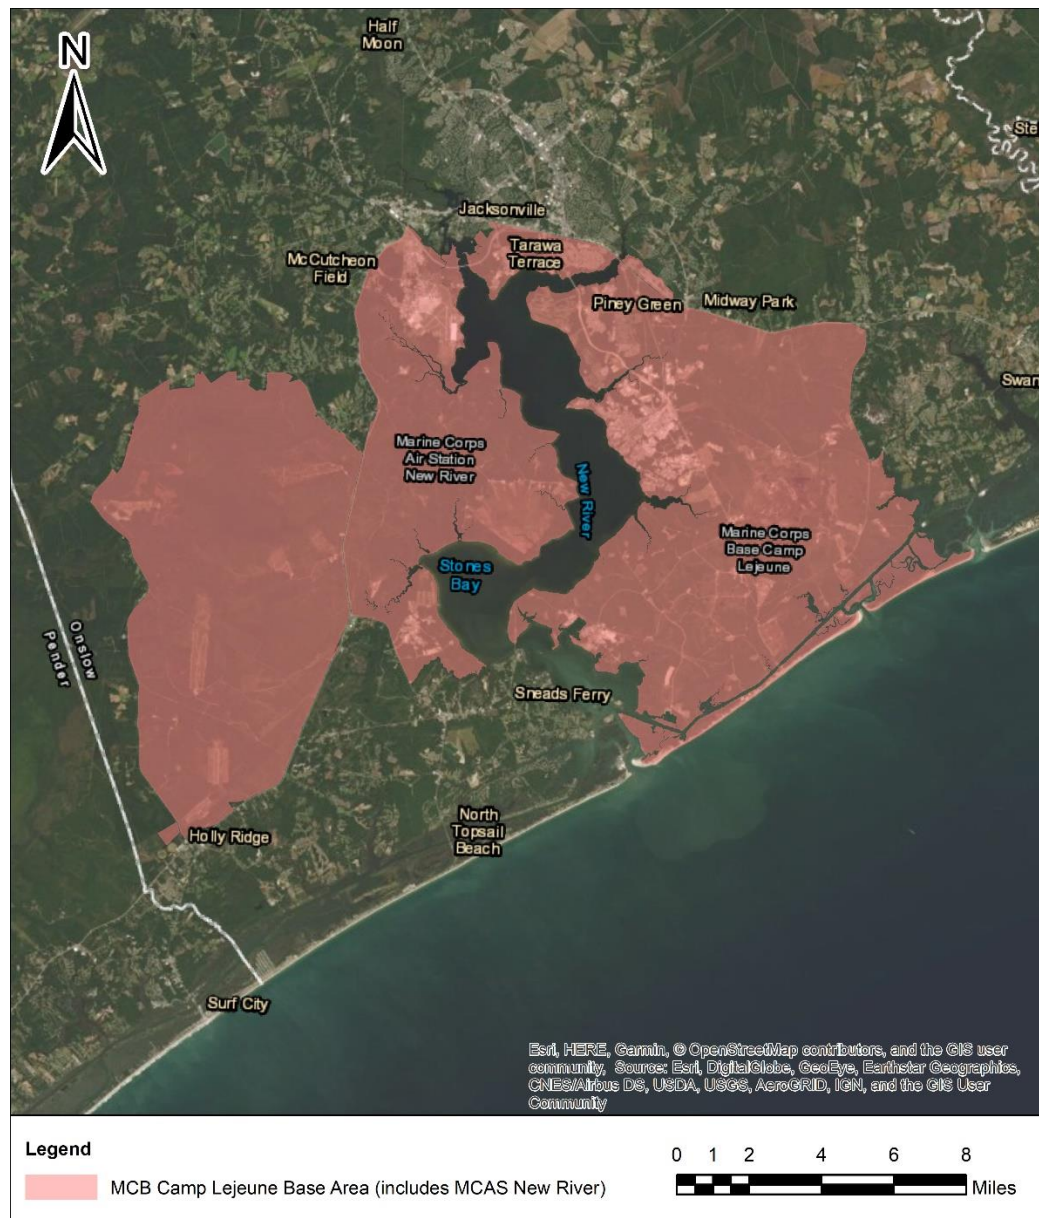 Half
Moon
N
Ste
Jacksonville
Tarawa
Terrace
McCutcheon
Field
Piney Green
Midway Park
Swan
Marine Corps
Air Station
New River
New River
Marine Corps
Base Camp
Lejeune
Stones
Bay
Onslow
Pender
Sneads Ferry
North
Topsail
Beach
Holly Ridge
Surf City
Esri, HERE, Garmin, © OpenStreetMap contributors, and the GIS user
community, Source: Esri, DigitalGlobe, GeoEye, Earthstar Geographics,
CNES/Airbus DS, USDA, USGS, AeroGRID, IGN, and the GIS User
Community
Legend
MCB Camp Lejeune Base Area (includes MCAS New River)
0 1 2 4 6 8
Miles